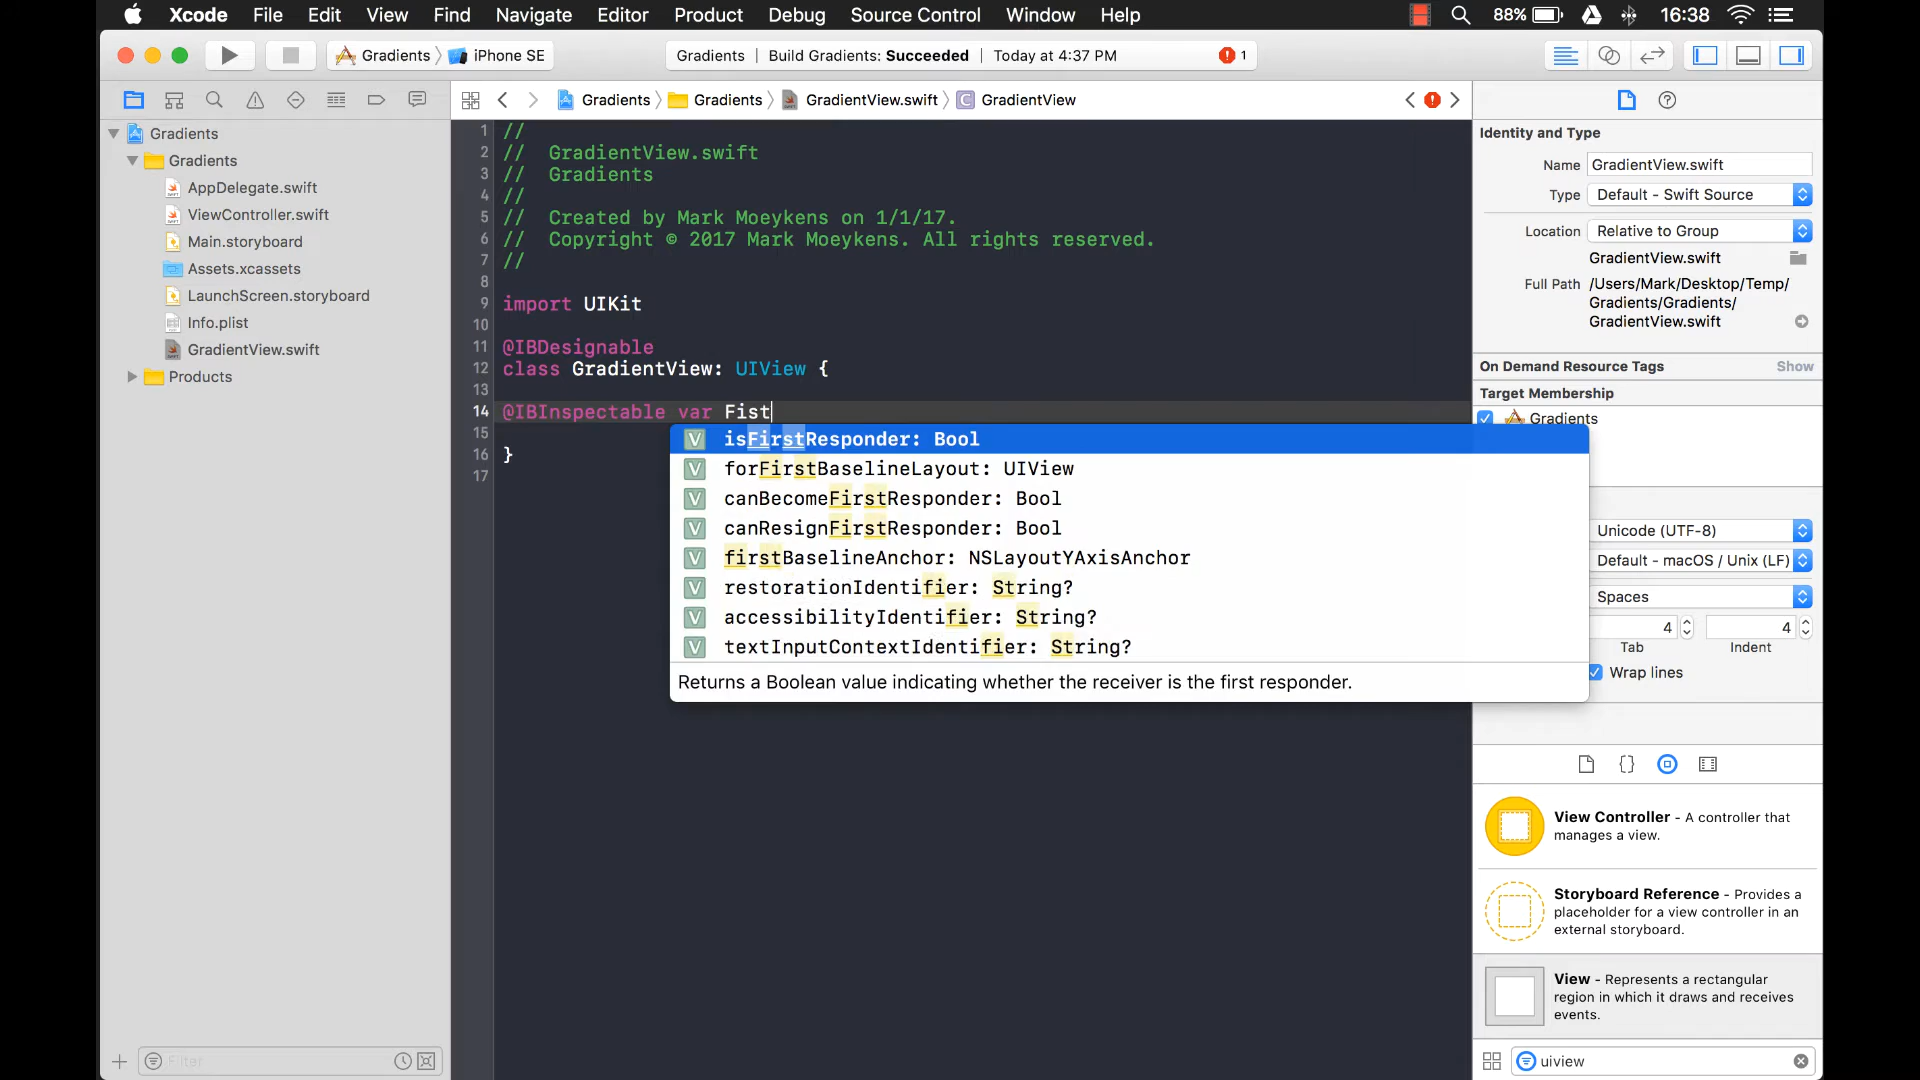 Xcode File Edit View Find Navigate Editor Product Debug Source Control Window Help 88% 16:38
Gradients iPhone SE
Gradients | Build Gradients: Succeeded | Today at 4:37 PM 1
Gradients Gradients GradientView.swift GradientView
Gradients
Gradients
AppDelegate.swift
ViewController.swift
Main.storyboard
Assets.xcassets
LaunchScreen.storyboard
Info.plist
GradientView.swift
Products
Filter
1 //
2 //  GradientView.swift
3 //  Gradients
4 //
5 //  Created by Mark Moeykens on 1/1/17.
6 //  Copyright © 2017 Mark Moeykens. All rights reserved.
7 //
8
9 import UIKit
10
11 @IBDesignable
12 class GradientView: UIView {
13
14 @IBInspectable var Fist
15
16 }
17
V isFirstResponder: Bool
V forFirstBaselineLayout: UIView
V canBecomeFirstResponder: Bool
V canResignFirstResponder: Bool
V firstBaselineAnchor: NSLayoutYAxisAnchor
V restorationIdentifier: String?
V accessibilityIdentifier: String?
V textInputContextIdentifier: String?
Returns a Boolean value indicating whether the receiver is the first responder.
Identity and Type
Name GradientView.swift
Type Default - Swift Source
Location Relative to Group
GradientView.swift
Full Path /Users/Mark/Desktop/Temp/
Gradients/Gradients/
GradientView.swift
On Demand Resource Tags Show
Target Membership
Gradients
Unicode (UTF-8)
Default - macOS / Unix (LF)
Spaces
4 4
Tab Indent
Wrap lines
View Controller - A controller that
manages a view.
Storyboard Reference - Provides a
placeholder for a view controller in an
external storyboard.
View - Represents a rectangular
region in which it draws and receives
events.
uiview